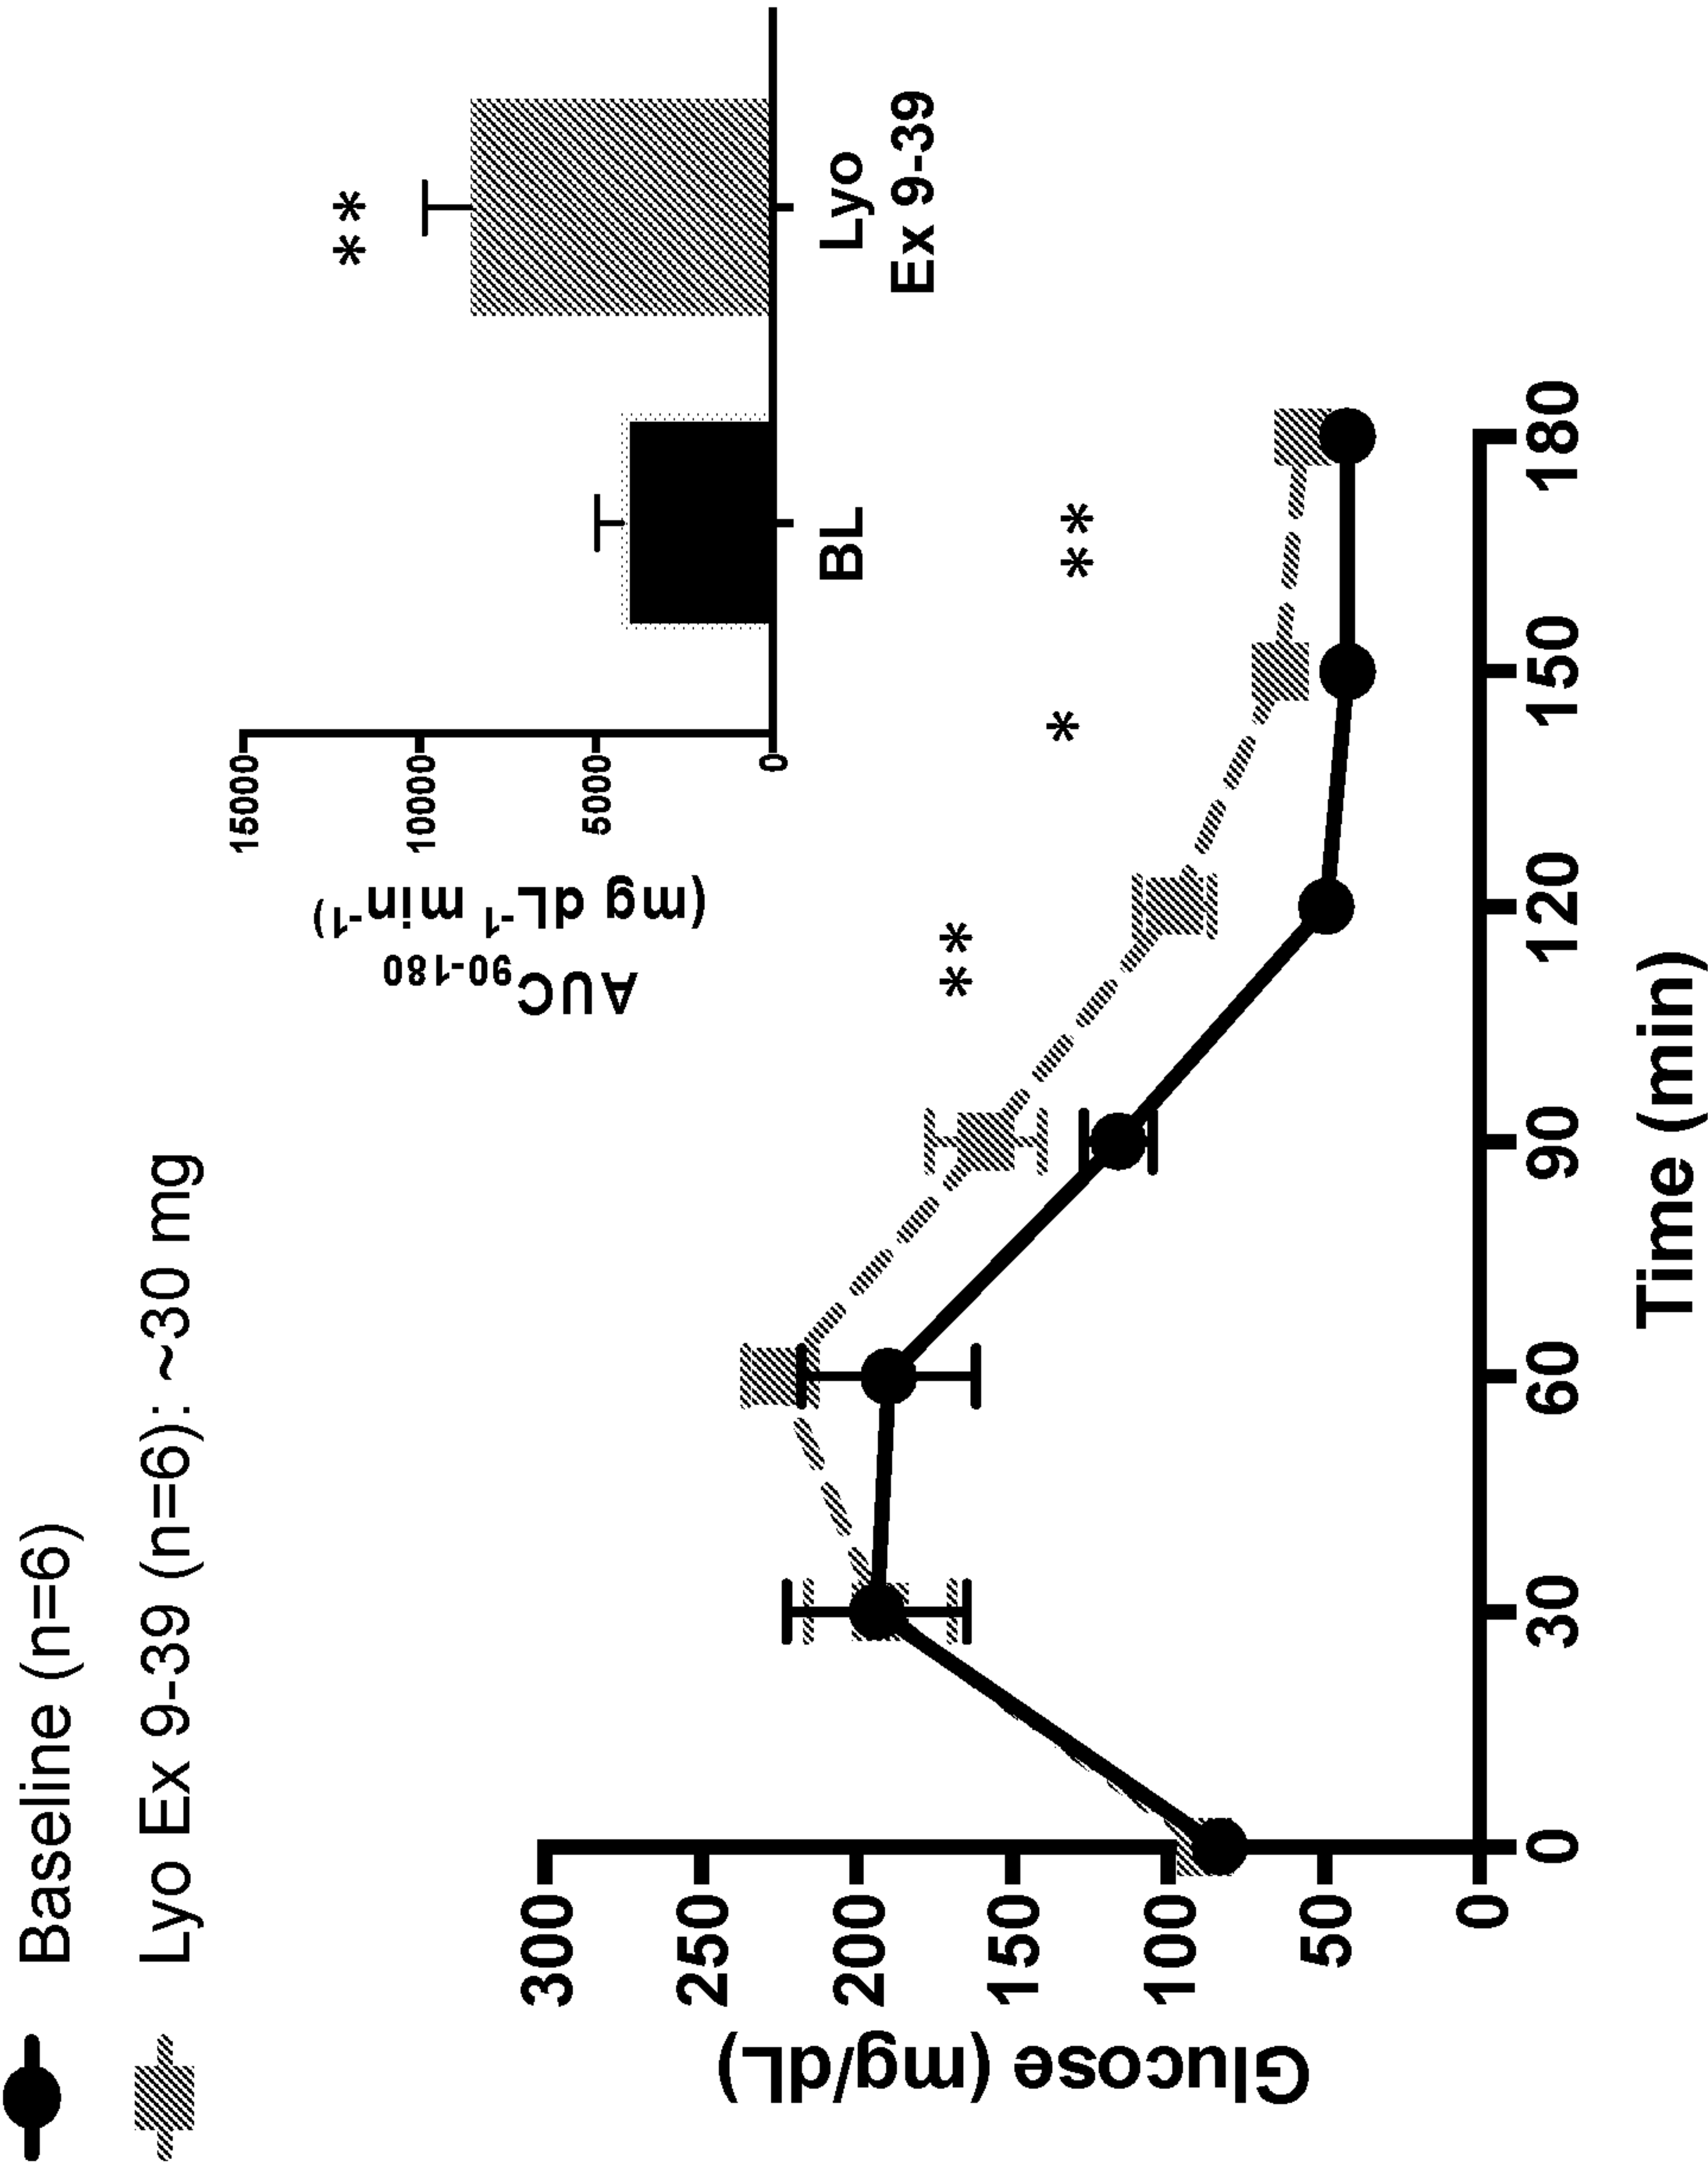 Baseline (n=6)
Lyo Ex 9-39 (n=6): ~30 mg
Glucose (mg/dL)
300
250
200
150
100
50
0
0
30
60
90
120
150
180
Time (min)
**
*
**
AUC90-180
(mg dL-1 min-1)
15000
10000
5000
0
**
BL
Lyo
Ex 9-39